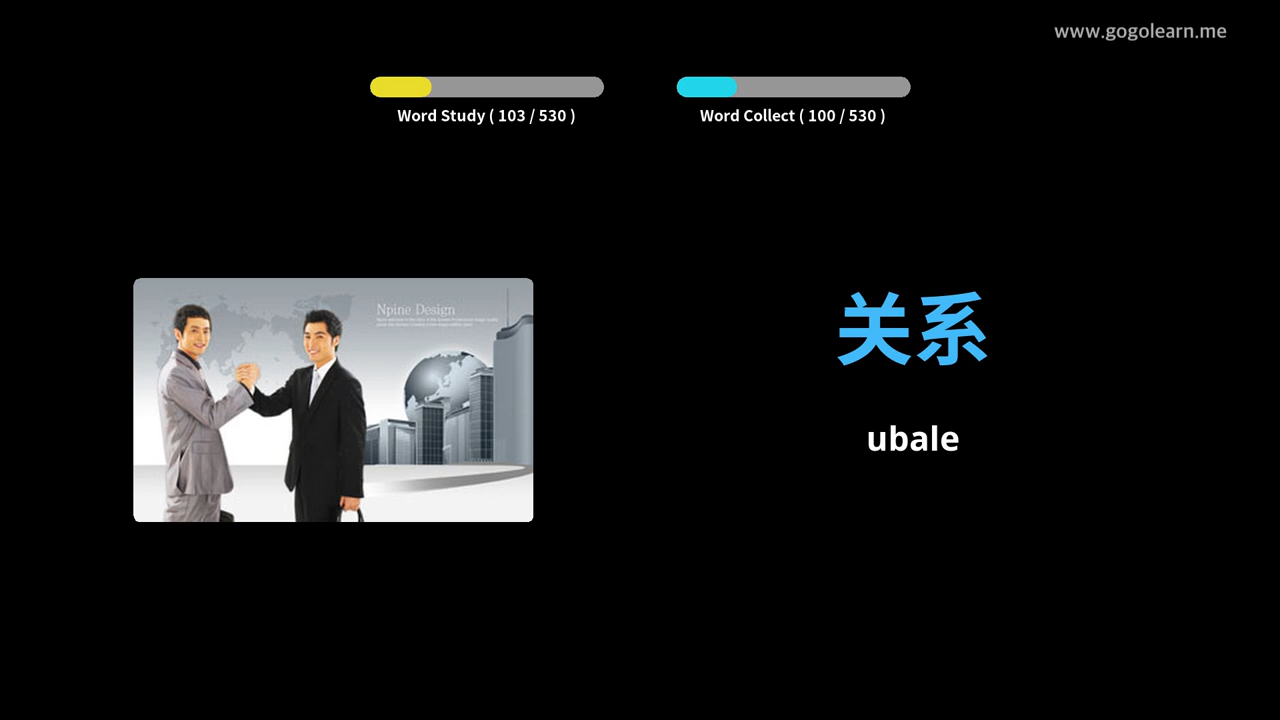 www.gogolearn.me
Word Study ( 103 / 530 )
Word Collect ( 100 / 530 )
Npine Design
关系
ubale